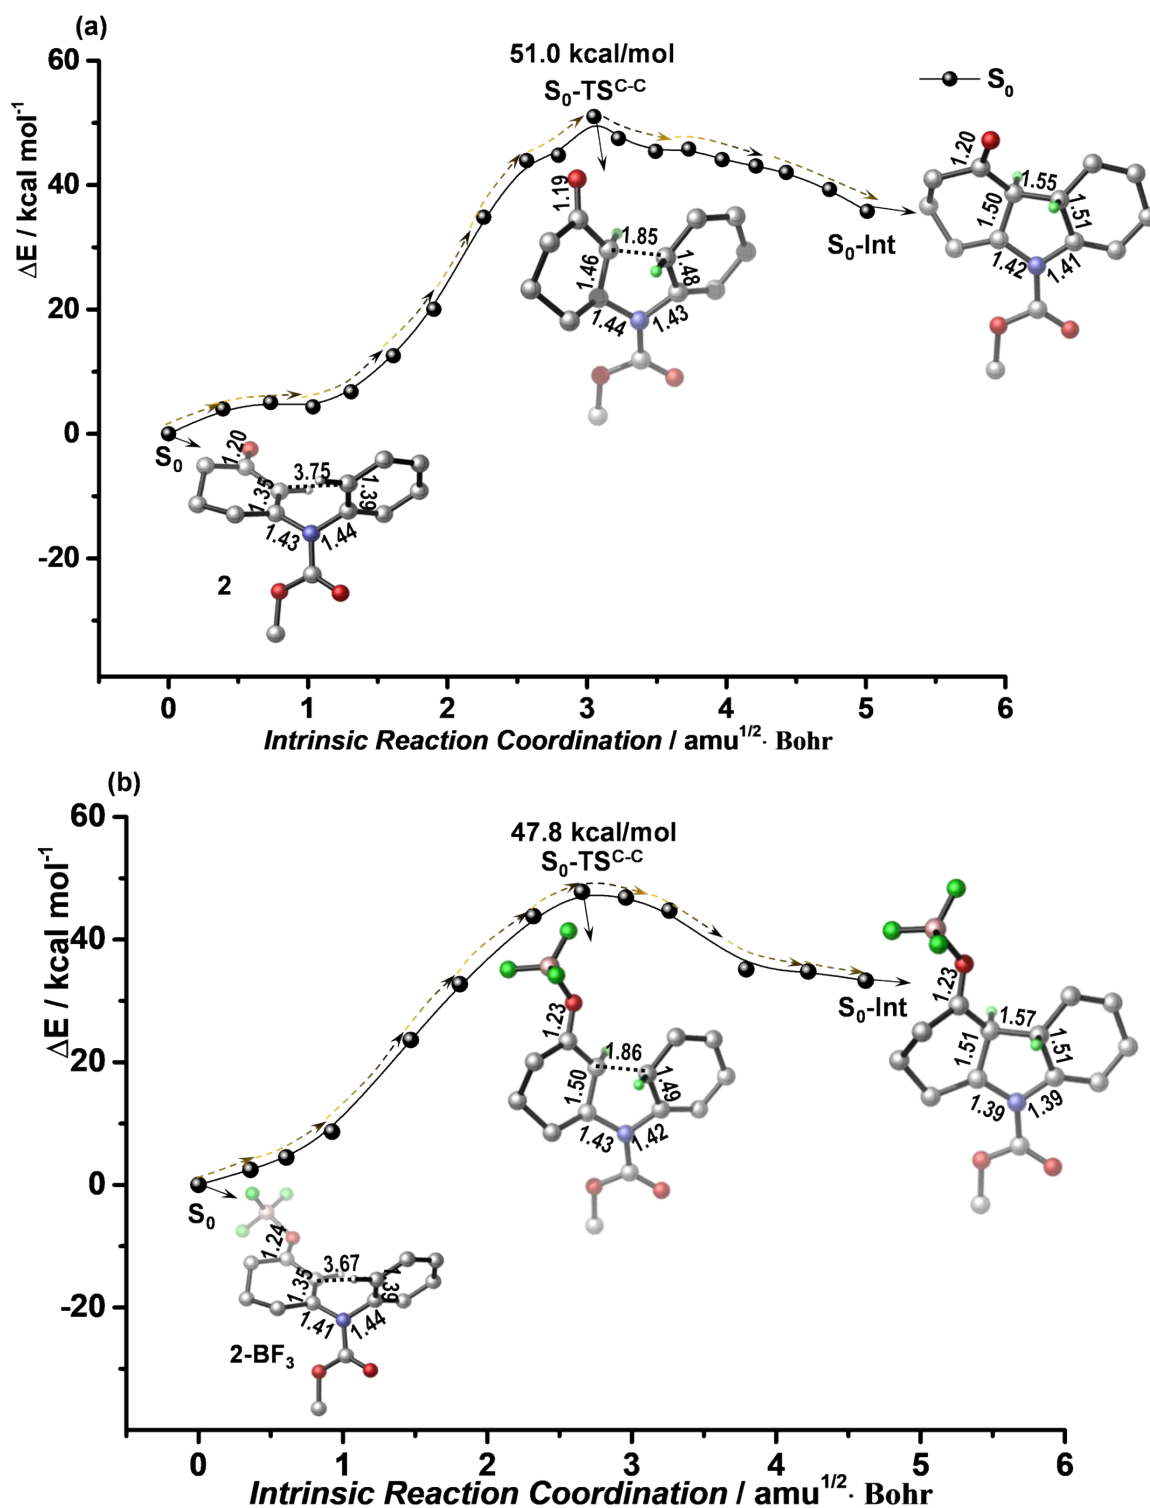 (a)
60
40
20
0
-20
ΔE / kcal mol⁻¹
51.0 kcal/mol
S₀-TSᶜ⁻ᶜ
S₀
1.19
1.85
1.46
1.48
1.44
1.43
1.20
1.55
1.50
1.51
1.42
1.41
S₀-Int
S₀
1.20
3.75
1.35
1.39
1.43
1.44
2
0 1 2 3 4 5 6
Intrinsic Reaction Coordination / amu¹ᐟ²· Bohr
(b)
60
40
20
0
-20
ΔE / kcal mol⁻¹
47.8 kcal/mol
S₀-TSᶜ⁻ᶜ
1.23
1.86
1.50
1.49
1.43
1.42
1.23
1.57
1.51
1.51
1.39
1.39
S₀-Int
S₀
1.24
3.67
1.35
1.39
1.41
1.44
2-BF₃
0 1 2 3 4 5 6
Intrinsic Reaction Coordination / amu¹ᐟ²· Bohr